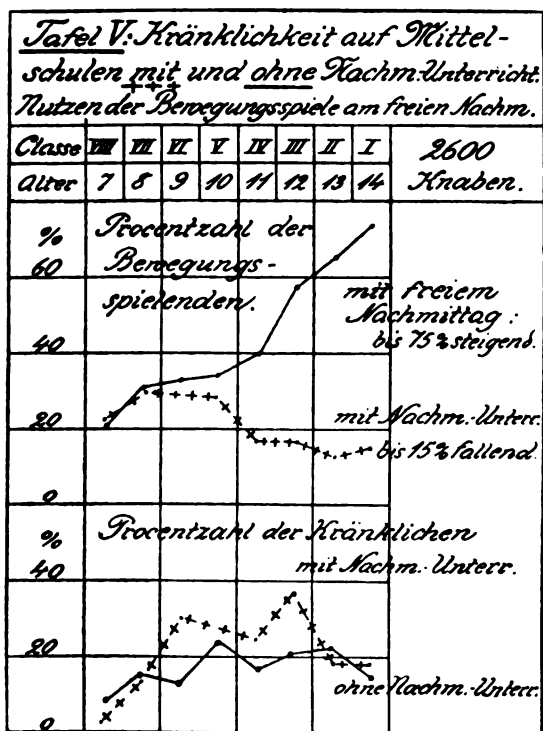 Tafel V: Kränklichkeit auf Mittel-
schulen mit und ohne Nachm.-Unterricht.
Nutzen der Bewegungsspiele am freien Nachm.
Classe VIII VII VI V IV III II I 2600
Alter 7 8 9 10 11 12 13 14 Knaben.
% Procentzahl der
60 Bewegungs-
spielenden.
mit freiem
Nachmittag:
bis 75% steigend.
40
20 mit Nachm.-Unterr.
bis 15% fallend.
0
% Procentzahl der Kränklichen
40 mit Nachm.-Unterr.
20
ohne Nachm.-Unterr.
0